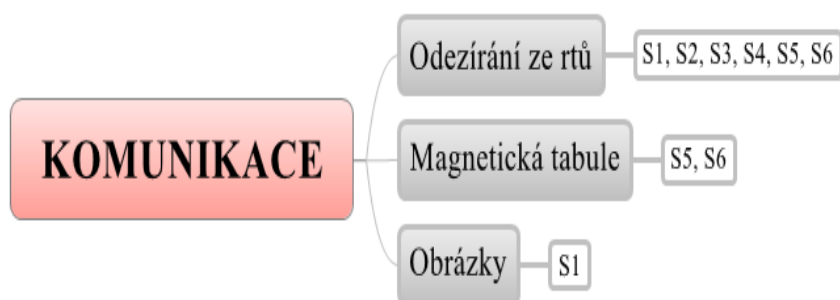 KOMUNIKACE
Odezírání ze rtů
S1, S2, S3, S4, S5, S6
Magnetická tabule
S5, S6
Obrázky
S1